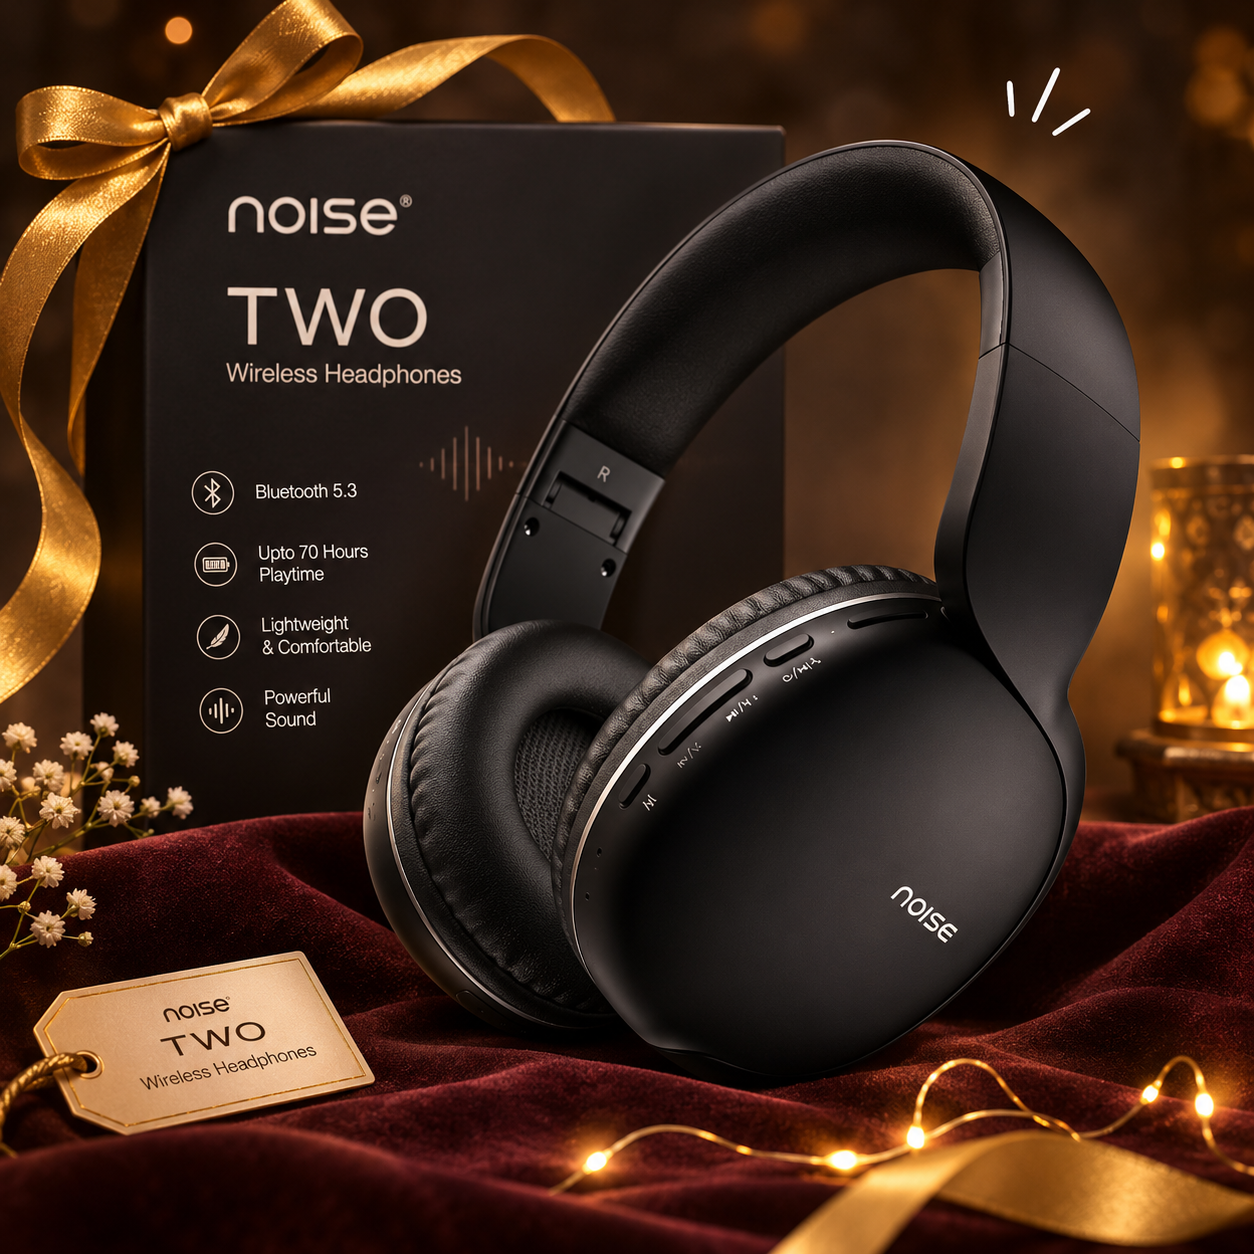 noise®
TWO
Wireless Headphones
Bluetooth 5.3
Upto 70 Hours
Playtime
Lightweight
& Comfortable
Powerful
Sound
R
noise
noise®
TWO
Wireless Headphones